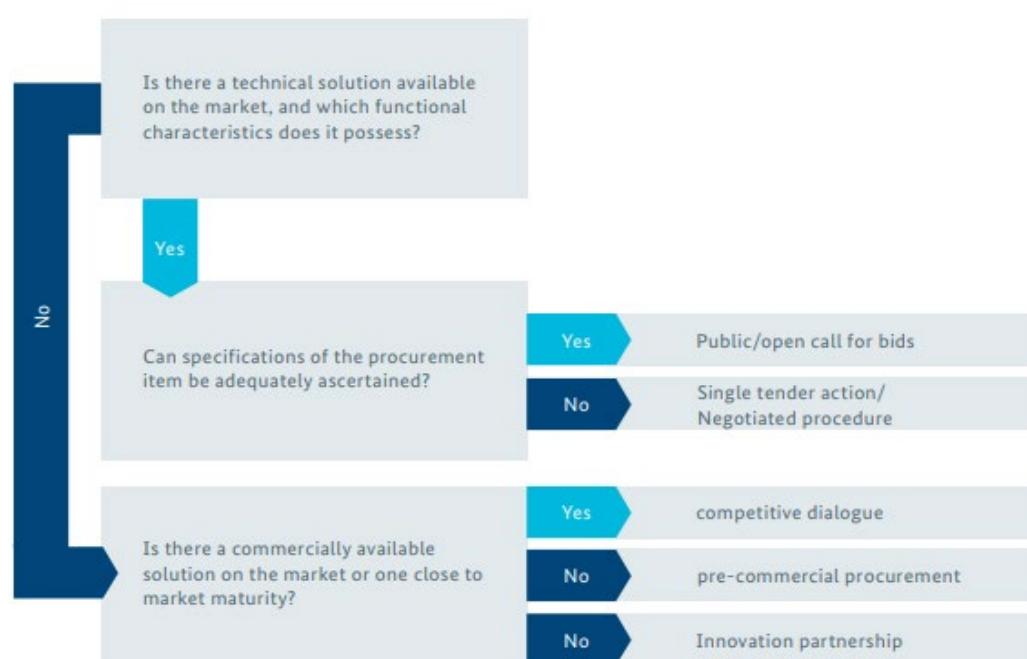 Is there a technical solution available
on the market, and which functional
characteristics does it possess?
Yes
No
Can specifications of the procurement
item be adequately ascertained?
Yes
Public/open call for bids
No
Single tender action/
Negotiated procedure
Is there a commercially available
solution on the market or one close to
market maturity?
Yes
competitive dialogue
No
pre-commercial procurement
No
Innovation partnership